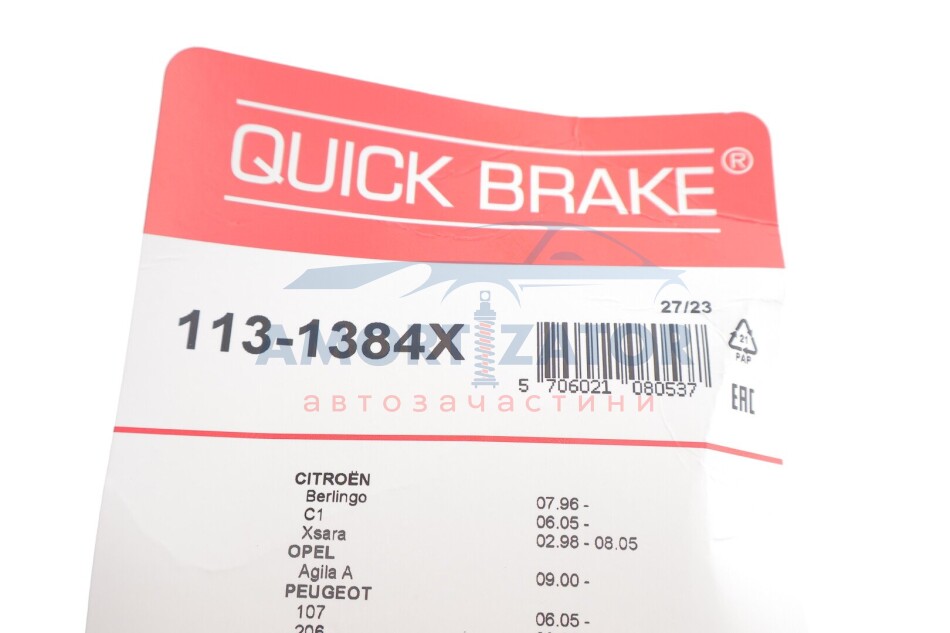 QUICK BRAKE®
27/23
113-1384X
AMORTIZATOR
21
PAP
5 706021 080537
EAC
автозачастини
CITROËN
Berlingo 07.96 -
C1 06.05 -
Xsara 02.98 - 08.05
OPEL
Agila A 09.00 -
PEUGEOT
107 06.05 -
206